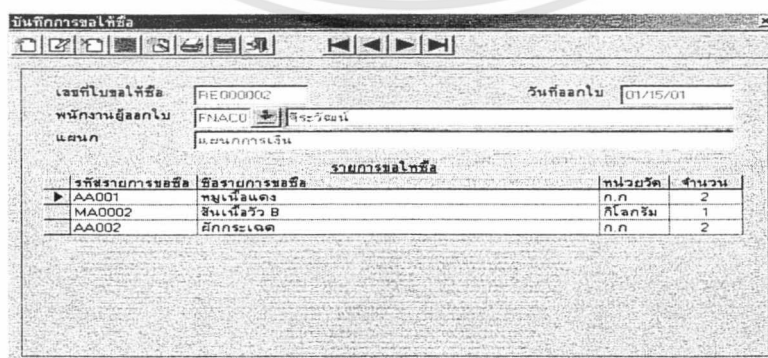 บันทึกการขอให้ซื้อ
เลขที่ใบขอให้ซื้อ RE000002 วันที่ออกใบ 01/15/01
พนักงานผู้ออกใบ FNAC0 จีระวัฒน์
แผนก แผนกการเงิน
รายการขอให้ซื้อ
รหัสรายการขอซื้อ ชื่อรายการขอซื้อ หน่วยวัด จำนวน
AA001 หมูเนื้อแดง ก.ก 2
MA0002 สันเนื้อวัว B กิโลกรัม 1
AA002 ผักกระเฉด ก.ก 2